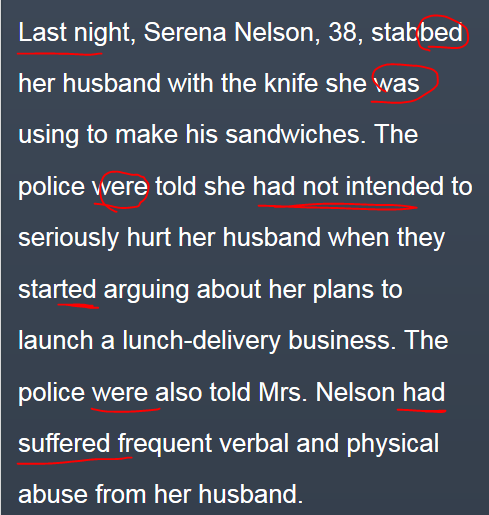 Last night, Serena Nelson, 38, stabbed
her husband with the knife she was
using to make his sandwiches. The
police were told she had not intended to
seriously hurt her husband when they
started arguing about her plans to
launch a lunch-delivery business. The
police were also told Mrs. Nelson had
suffered frequent verbal and physical
abuse from her husband.